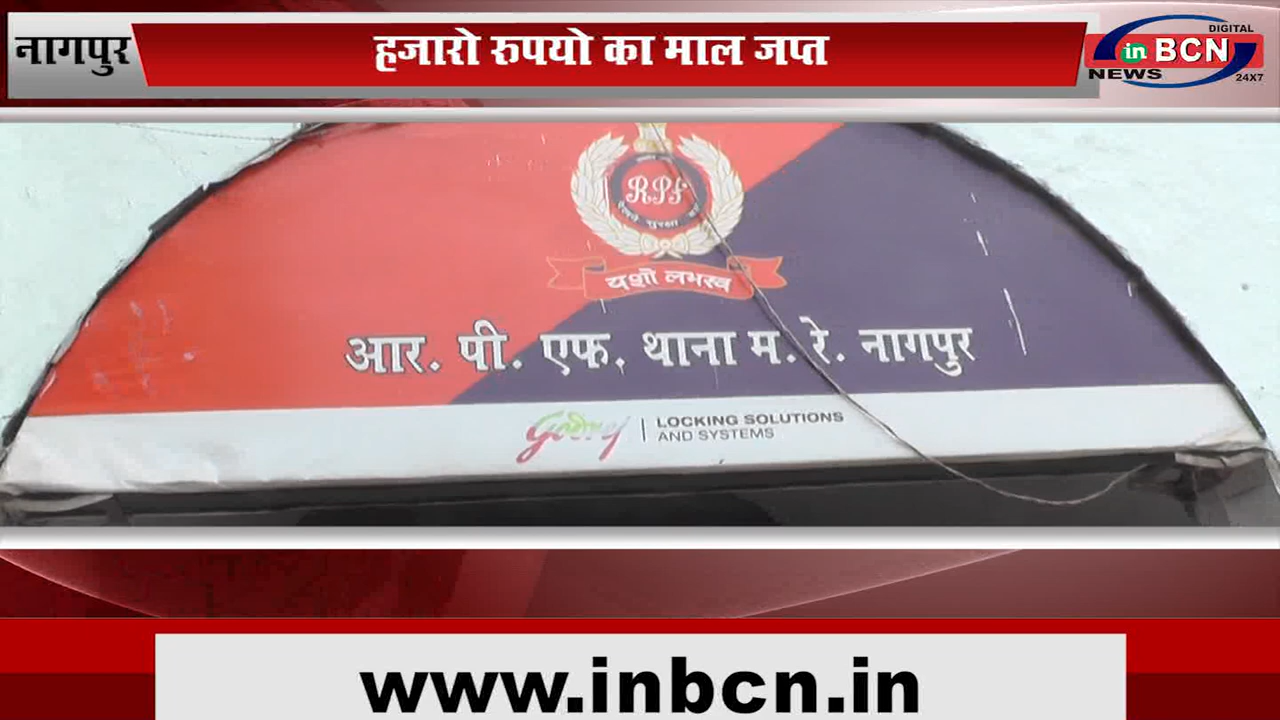 नागपुर
हजारो रुपयो का माल जप्त
DIGITAL
in BCN
NEWS
24X7
RPF
यशो लभस्व
आर. पी. एफ. थाना म. रे. नागपुर
Godrej
LOCKING SOLUTIONS
AND SYSTEMS
www.inbcn.in